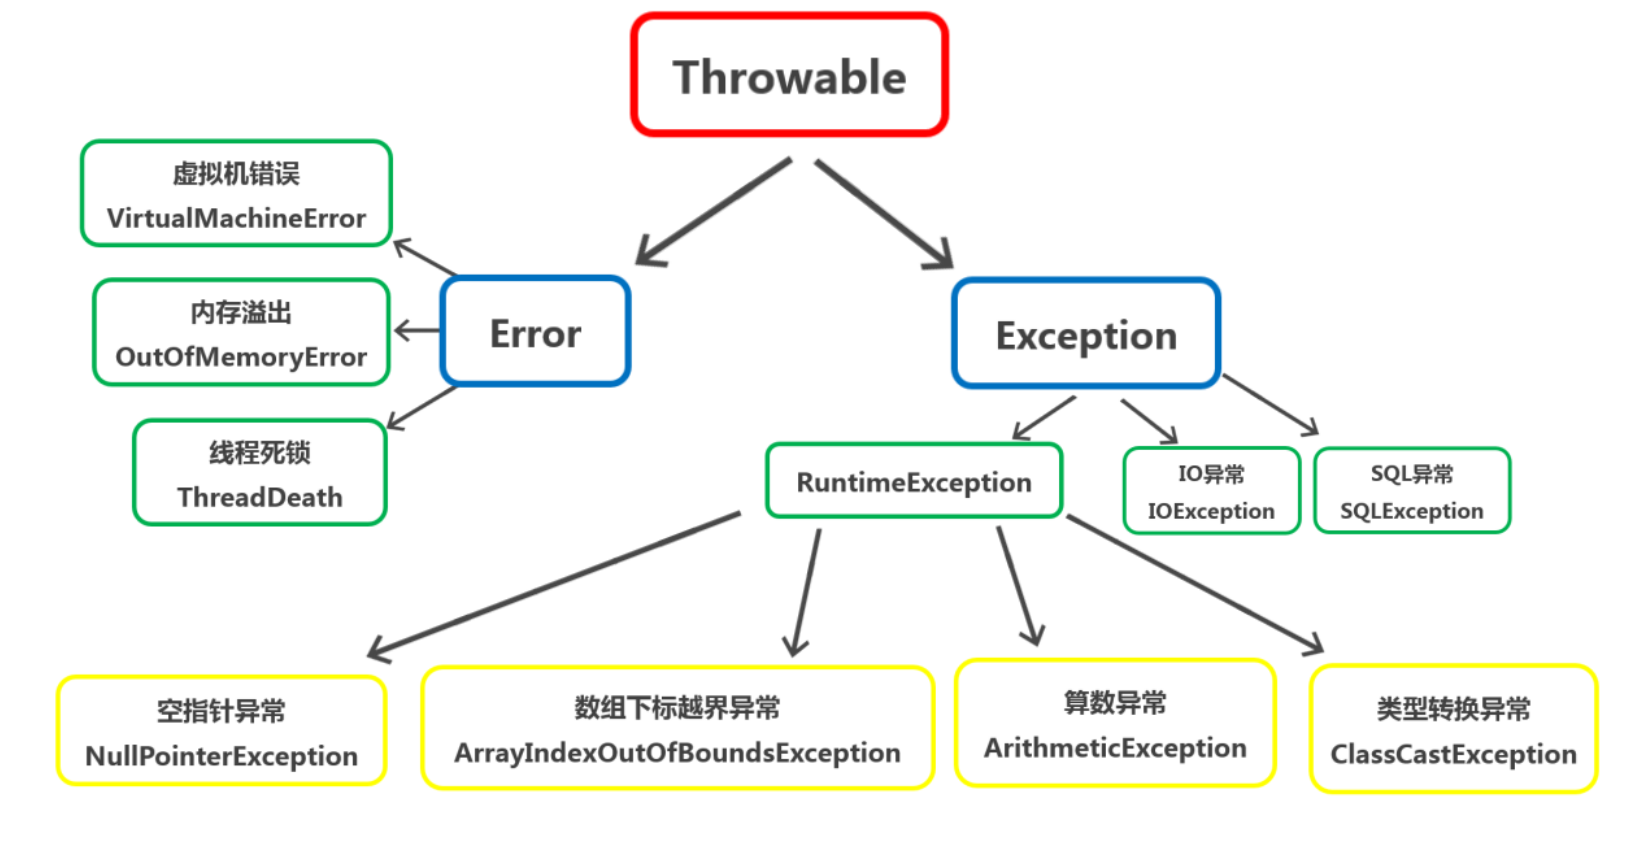 Throwable
虚拟机错误
VirtualMachineError
内存溢出
OutOfMemoryError
线程死锁
ThreadDeath
Error
Exception
RuntimeException
IO异常
IOException
SQL异常
SQLException
空指针异常
NullPointerException
数组下标越界异常
ArrayIndexOutOfBoundsException
算数异常
ArithmeticException
类型转换异常
ClassCastException